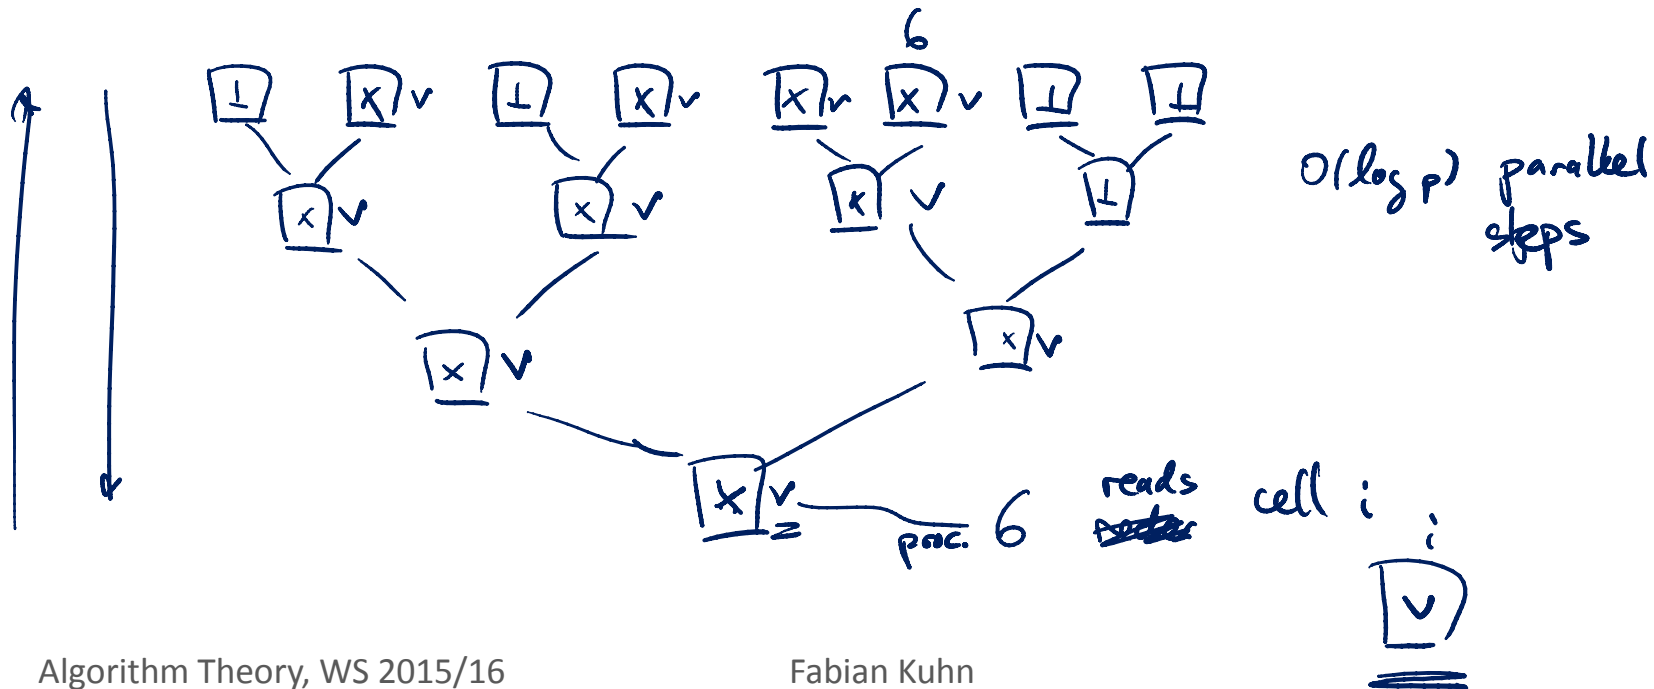 6
⊥ x v ⊥ x v x v x v ⊥ ⊥
x v x v x v ⊥
O(log p) parallel
steps
x v x v
x v proc. 6 reads cell i
i
v
Algorithm Theory, WS 2015/16 Fabian Kuhn